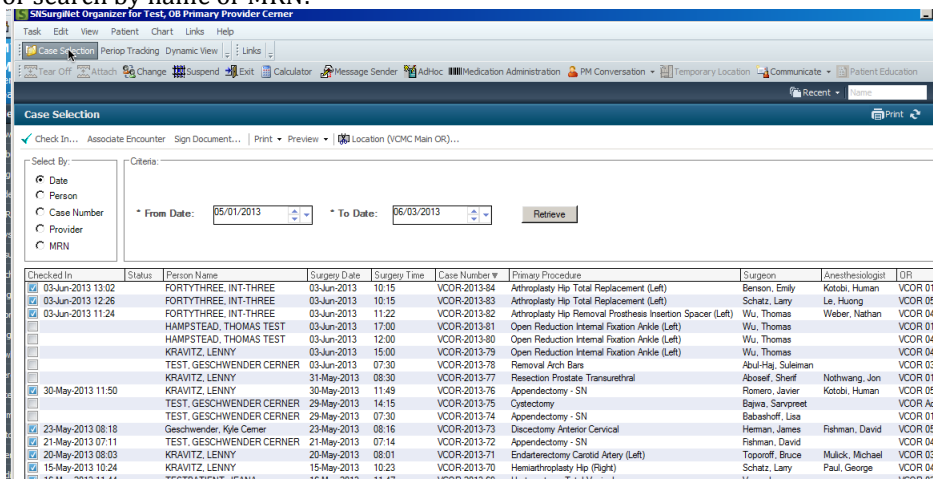 or search by name or MRN.
SNSurgiNet Organizer for Test, OB Primary Provider Cerner
Task Edit View Patient Chart Links Help
Case Selection Periop Tracking Dynamic View Links
Tear Off Attach Change Suspend Exit Calculator Message Sender AdHoc Medication Administration PM Conversation Temporary Location Communicate Patient Education
Recent Name
Case Selection Print
Check In... Associate Encounter Sign Document... Print Preview Location (VCMC Main OR)...
Select By: Criteria:
Date
Person
Case Number * From Date: 05/01/2013 * To Date: 06/03/2013 Retrieve
Provider
MRN
Checked In Status Person Name Surgery Date Surgery Time Case Number Primary Procedure Surgeon Anesthesiologist OR
03-Jun-2013 13:02 FORTYTHREE, INT-THREE 03-Jun-2013 10:15 VCOR-2013-84 Arthroplasty Hip Total Replacement (Left) Benson, Emily Kotobi, Human VCOR 01
03-Jun-2013 12:26 FORTYTHREE, INT-THREE 03-Jun-2013 10:15 VCOR-2013-83 Arthroplasty Hip Total Replacement (Left) Schatz, Larry Le, Huong VCOR 05
03-Jun-2013 11:24 FORTYTHREE, INT-THREE 03-Jun-2013 11:22 VCOR-2013-82 Arthroplasty Hip Removal Prosthesis Insertion Spacer (Left) Wu, Thomas Weber, Nathan VCOR 04
HAMPSTEAD, THOMAS TEST 03-Jun-2013 17:00 VCOR-2013-81 Open Reduction Internal Fixation Ankle (Left) Wu, Thomas VCOR 01
HAMPSTEAD, THOMAS TEST 03-Jun-2013 12:00 VCOR-2013-80 Open Reduction Internal Fixation Ankle (Left) Wu, Thomas VCOR 04
KRAVITZ, LENNY 03-Jun-2013 15:00 VCOR-2013-79 Open Reduction Internal Fixation Ankle (Left) Wu, Thomas VCOR 04
TEST, GESCHWENDER CERNER 03-Jun-2013 07:30 VCOR-2013-78 Removal Arch Bars Abul-Haj, Suleiman VCOR 03
KRAVITZ, LENNY 31-May-2013 08:30 VCOR-2013-77 Resection Prostate Transurethral Aboseif, Sherif Nothwang, Jon VCOR 01
30-May-2013 11:50 KRAVITZ, LENNY 30-May-2013 11:49 VCOR-2013-76 Appendectomy - SN Romero, Javier Kotobi, Human VCOR 05
TEST, GESCHWENDER CERNER 29-May-2013 14:15 VCOR-2013-75 Cystectomy Bajwa, Sarvpreet VCOR
TEST, GESCHWENDER CERNER 29-May-2013 07:30 VCOR-2013-74 Appendectomy - SN Babashoff, Lisa VCOR 01
23-May-2013 08:18 Geschwender, Kyle Cerner 23-May-2013 08:16 VCOR-2013-73 Discectomy Anterior Cervical Herman, James Fishman, David VCOR 05
21-May-2013 07:11 TEST, GESCHWENDER CERNER 21-May-2013 07:14 VCOR-2013-72 Appendectomy - SN Fishman, David VCOR 04
20-May-2013 08:03 KRAVITZ, LENNY 20-May-2013 08:01 VCOR-2013-71 Endarterectomy Carotid Artery (Left) Toporoff, Bruce Mulick, Michael VCOR 03
15-May-2013 10:24 KRAVITZ, LENNY 15-May-2013 10:23 VCOR-2013-70 Hemiarthroplasty Hip (Right) Schatz, Larry Paul, George VCOR 04